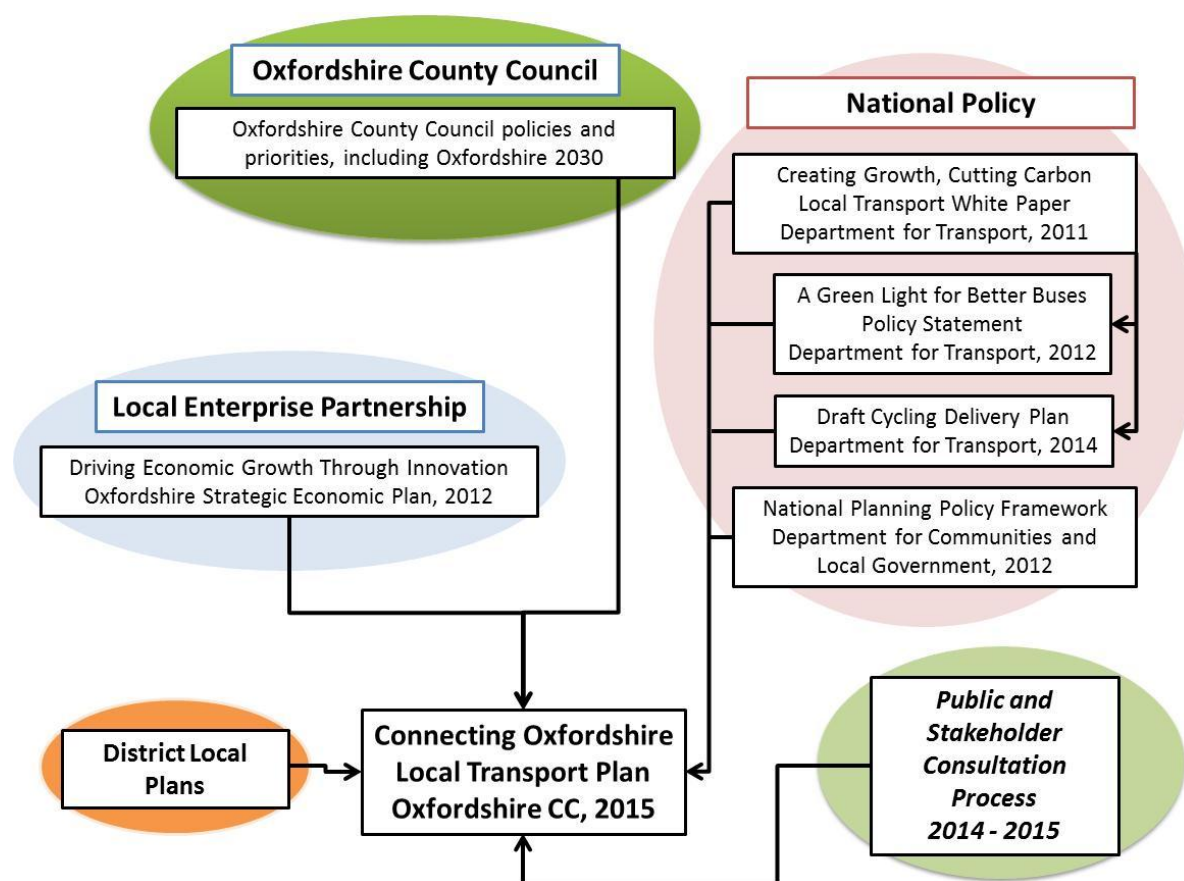 Oxfordshire County Council
Oxfordshire County Council policies and
priorities, including Oxfordshire 2030
National Policy
Creating Growth, Cutting Carbon
Local Transport White Paper
Department for Transport, 2011
A Green Light for Better Buses
Policy Statement
Department for Transport, 2012
Draft Cycling Delivery Plan
Department for Transport, 2014
National Planning Policy Framework
Department for Communities and
Local Government, 2012
Local Enterprise Partnership
Driving Economic Growth Through Innovation
Oxfordshire Strategic Economic Plan, 2012
District Local
Plans
Connecting Oxfordshire
Local Transport Plan
Oxfordshire CC, 2015
Public and
Stakeholder
Consultation
Process
2014 - 2015